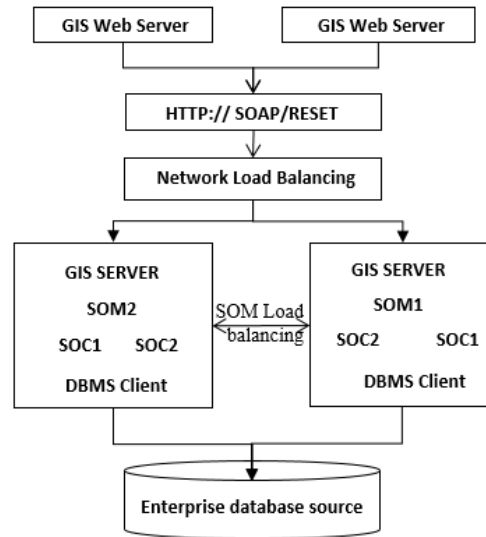 GIS Web Server
GIS Web Server
HTTP:// SOAP/RESET
Network Load Balancing
GIS SERVER
SOM2
SOC1 SOC2
DBMS Client
SOM Load
balancing
GIS SERVER
SOM1
SOC2 SOC1
DBMS Client
Enterprise database source